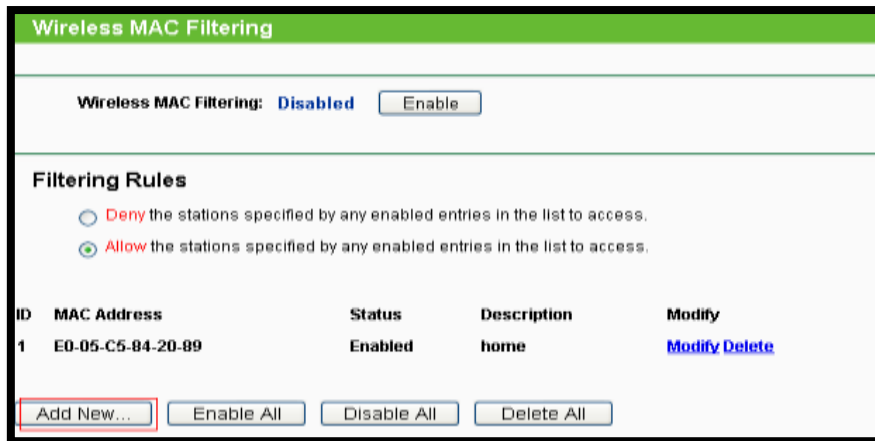 Wireless MAC Filtering
Wireless MAC Filtering: Disabled Enable
Filtering Rules
Deny the stations specified by any enabled entries in the list to access.
Allow the stations specified by any enabled entries in the list to access.
ID MAC Address Status Description Modify
1 E0-05-C5-84-20-89 Enabled home Modify Delete
Add New... Enable All Disable All Delete All